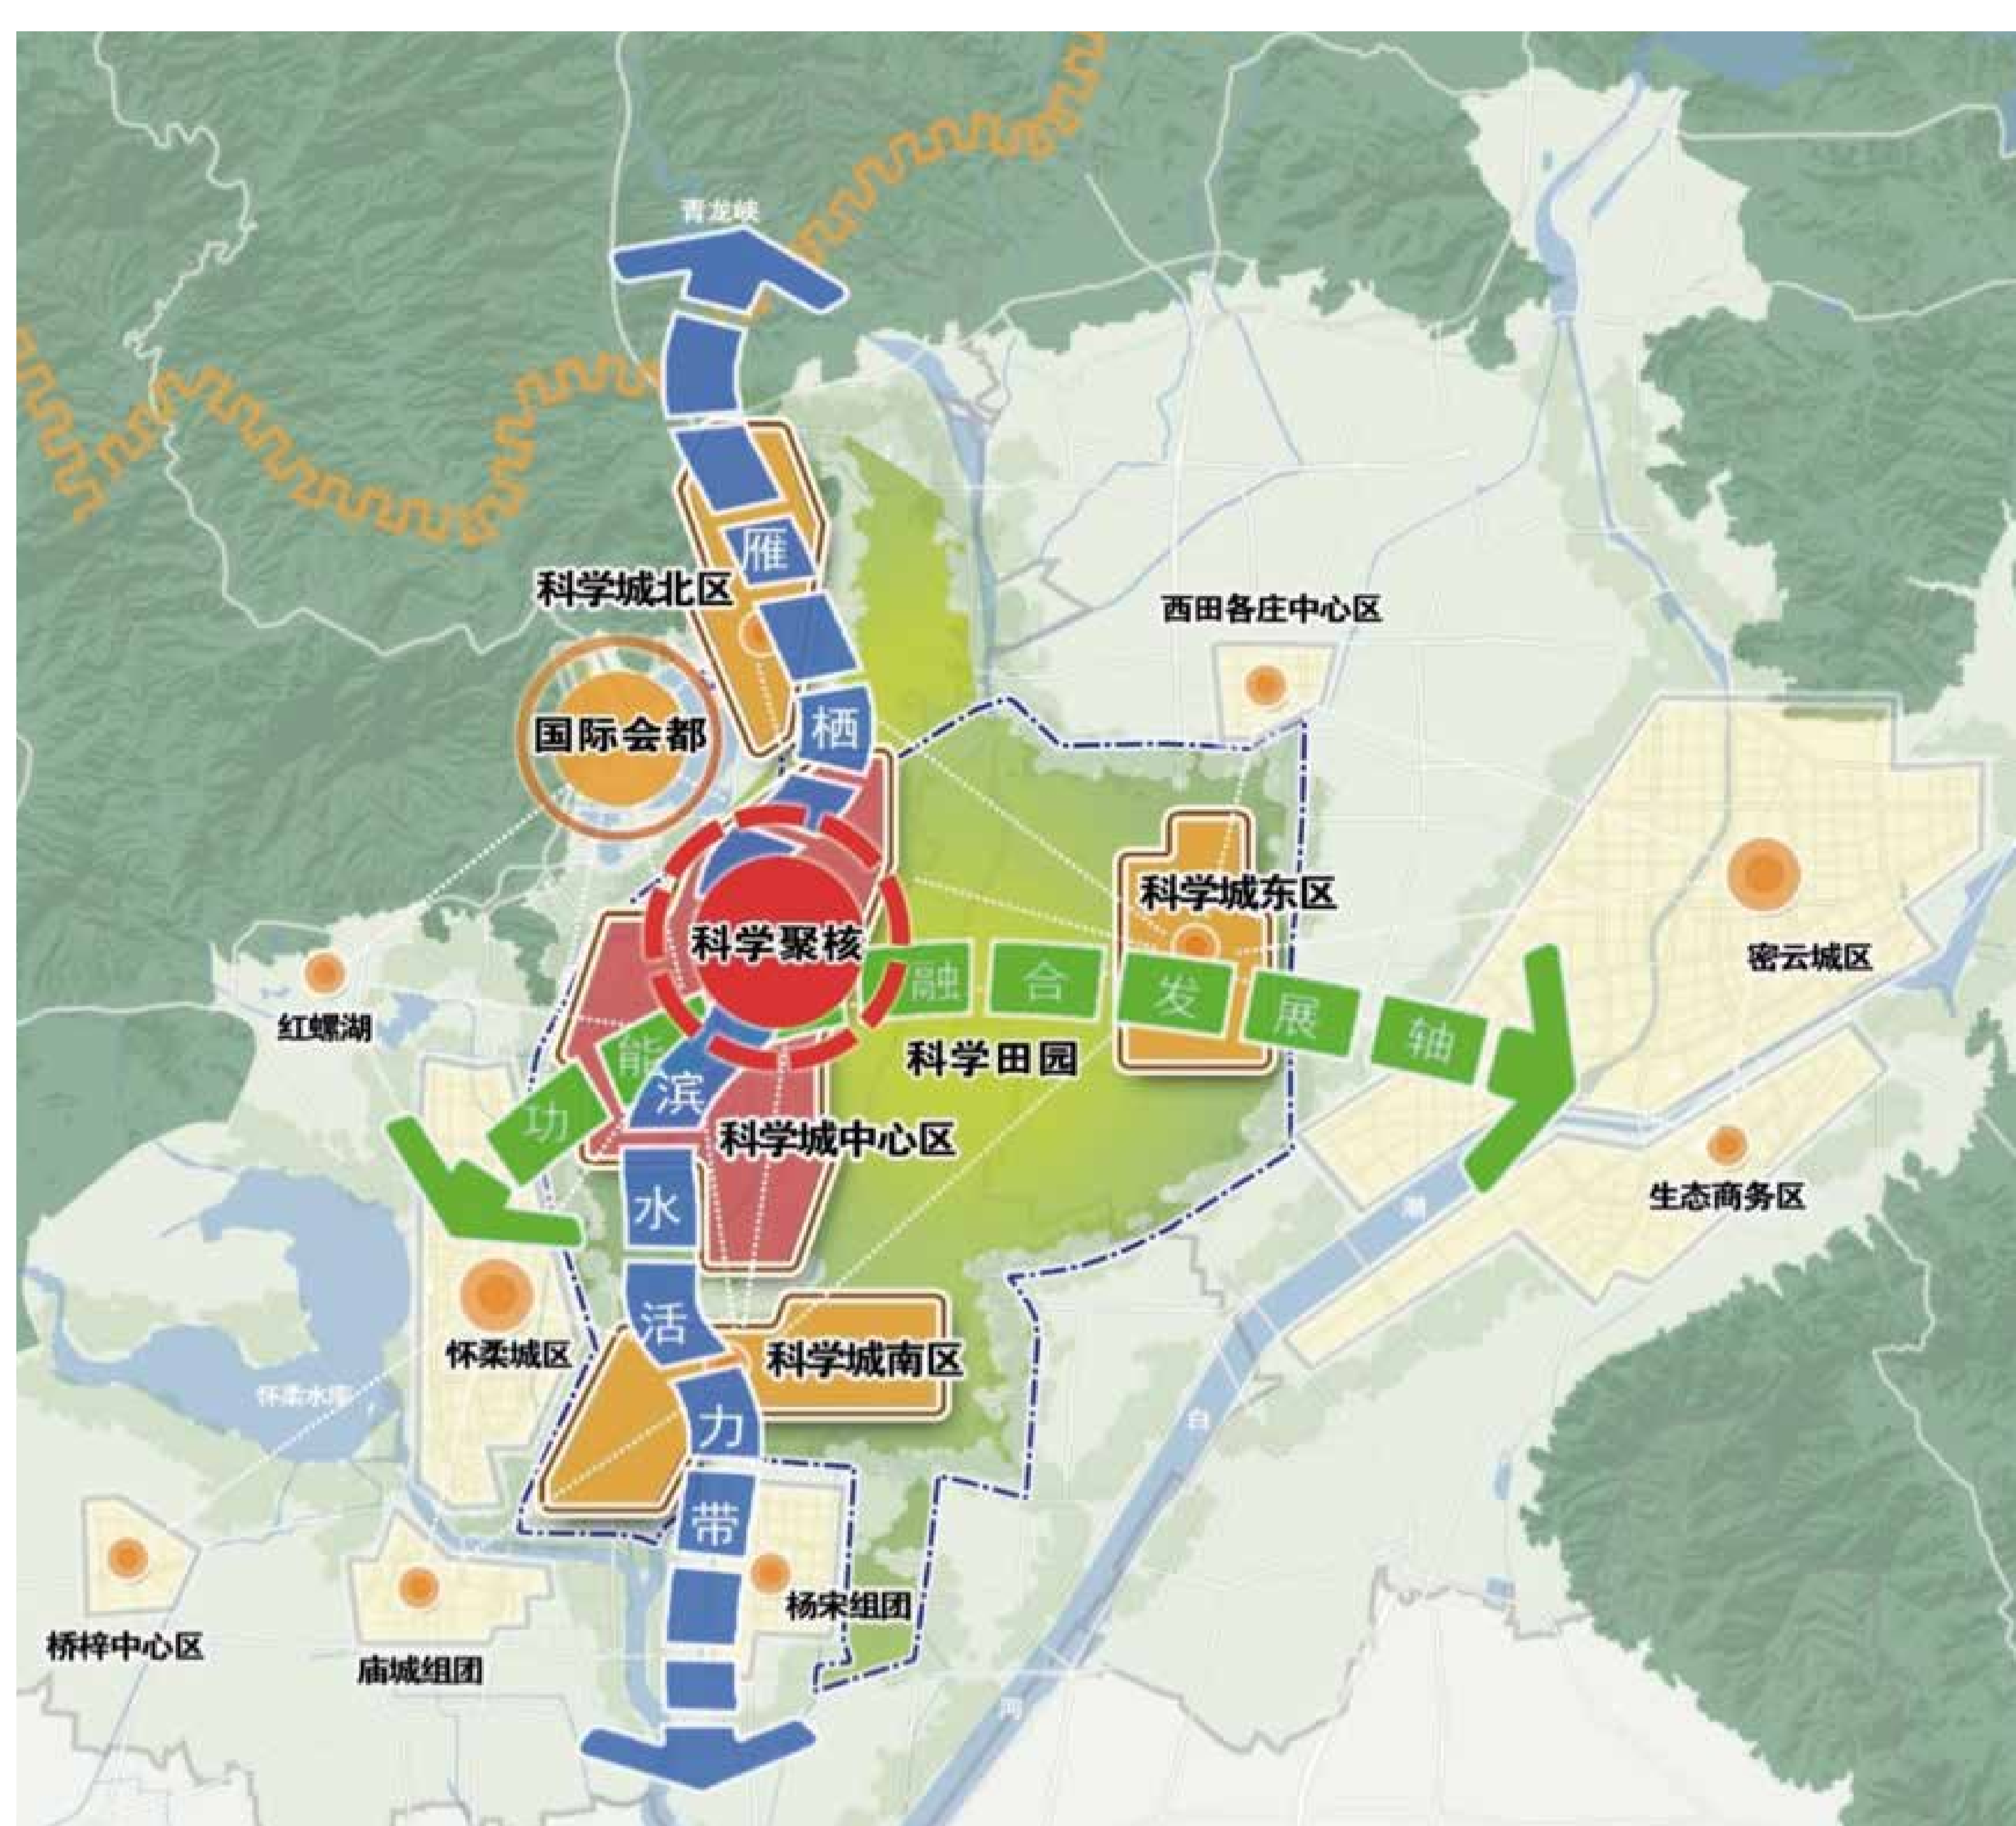 青龙峡
科学城北区
西田各庄中心区
国际会都
科学城东区
科学聚核
密云城区
红螺湖
科学田园
科学城中心区
生态商务区
怀柔城区
科学城南区
怀柔水库
杨宋组团
桥梓中心区
庙城组团
雁栖滨水活力带
功能融合发展轴
潮白河